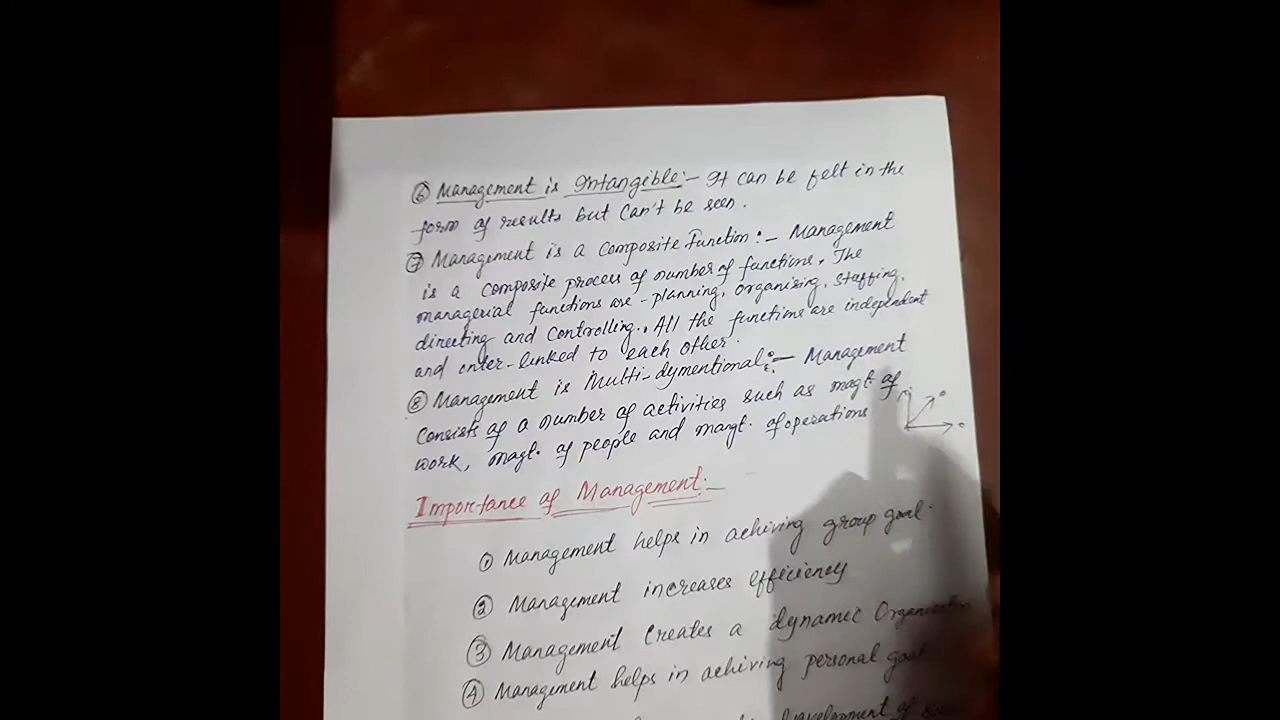 ⑥ Management is Intangible:- It can be felt in the
form of results but can't be seen.
⑦ Management is a Composite Function:- Management
is a composite process of number of functions. The
managerial functions are - planning, organising, staffing,
directing and controlling. All the functions are independent
and enter-linked to each other.
⑧ Management is Multi-dymentional:- Management
Consists of a number of activities such as magt. of
work, magt. of people and mangt. of operations
Importance of Management:-
① Management helps in achiving group goal.
② Management increases efficiency
③ Management Creates a dynamic Organization
④ Management helps in achiving personal goal
development of